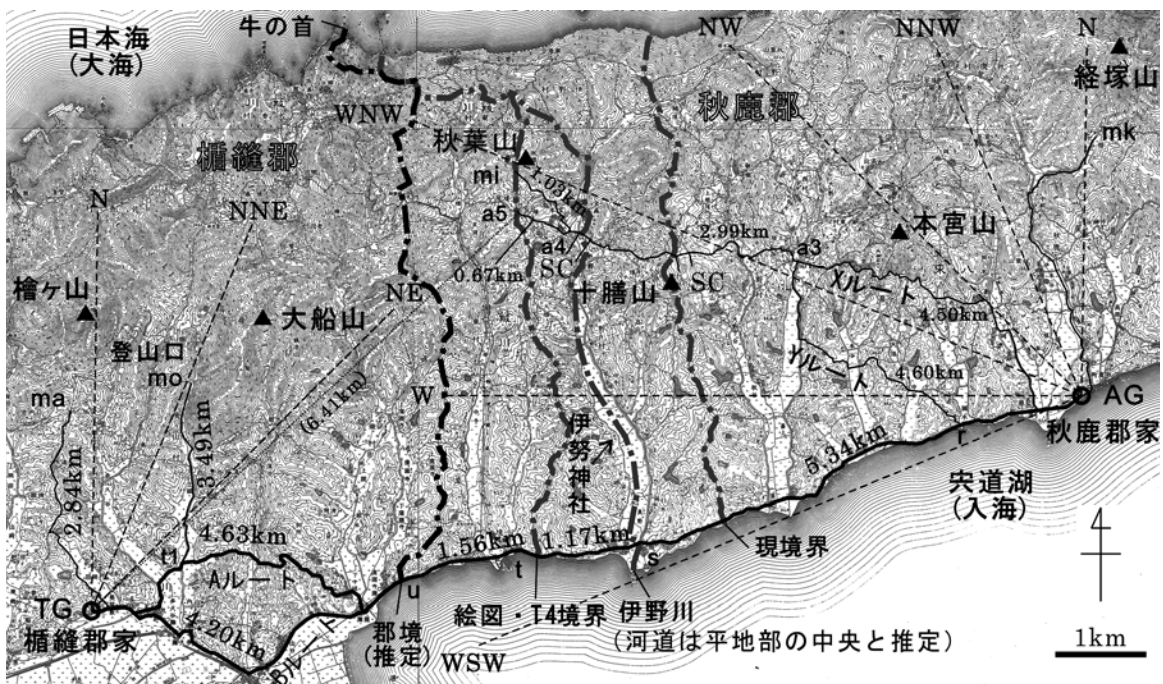 牛の首
日本海
(大海)
NW
NNW
N
経塚山
mk
WNW
秋葉山
秋鹿郡
楯縫郡
mi
1.03km
N
NNE
a5
a4
SC
2.99km
a3
本宮山
0.67km
十膳山
SC
Xルート
4.50km
檜ヶ山
大船山
NE
登山口
mo
ma
(6.41km)
W
Yルート
4.60km
AG
秋鹿郡家
r
2.84km
3.49km
伊努神社
5.34km
宍道湖
(入海)
4.63km
Aルート
1.56km
1.17km
s
t
u
現境界
TG
楯縫郡家
4.20km
Bルート
郡境
(推定)
絵図・T4境界
伊野川
(河道は平地部の中央と推定)
WSW
1km